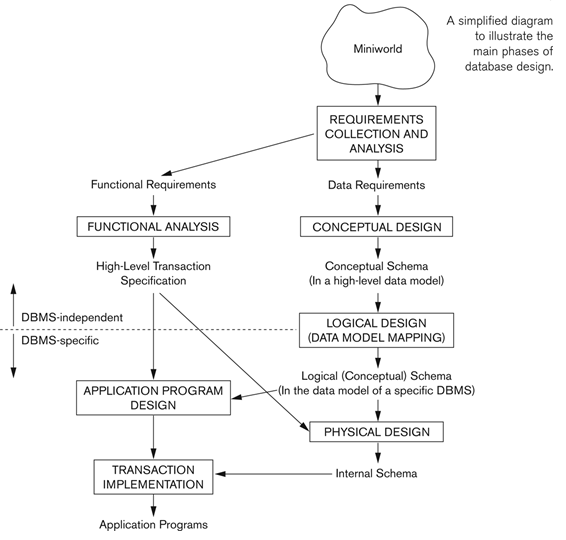 A simplified diagram
to illustrate the
main phases of
database design.
Miniworld
REQUIREMENTS
COLLECTION AND
ANALYSIS
Functional Requirements
Data Requirements
FUNCTIONAL ANALYSIS
CONCEPTUAL DESIGN
High-Level Transaction
Specification
Conceptual Schema
(In a high-level data model)
DBMS-independent
LOGICAL DESIGN
(DATA MODEL MAPPING)
DBMS-specific
Logical (Conceptual) Schema
(In the data model of a specific DBMS)
APPLICATION PROGRAM
DESIGN
PHYSICAL DESIGN
TRANSACTION
IMPLEMENTATION
Internal Schema
Application Programs